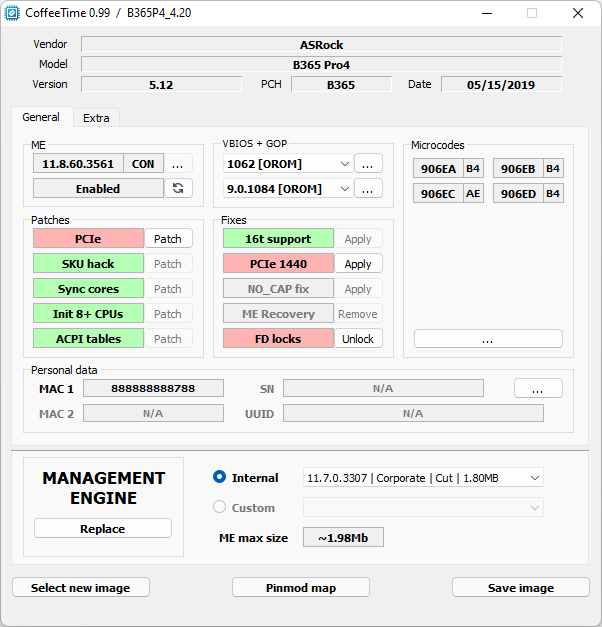 CoffeeTime 0.99 / B365P4_4.20
Vendor ASRock
Model B365 Pro4
Version 5.12 PCH B365 Date 05/15/2019
General Extra
ME
11.8.60.3561 CON ...
Enabled
VBIOS + GOP
1062 [OROM] ...
9.0.1084 [OROM] ...
Microcodes
906EA B4 906EB B4
906EC AE 906ED B4
...
Patches
PCIe Patch
SKU hack Patch
Sync cores Patch
Init 8+ CPUs Patch
ACPI tables Patch
Fixes
16t support Apply
PCIe 1440 Apply
NO_CAP fix Apply
ME Recovery Remove
FD locks Unlock
Personal data
MAC 1 888888888788 SN N/A ...
MAC 2 N/A UUID N/A
MANAGEMENT
ENGINE
Replace
Internal 11.7.0.3307 | Corporate | Cut | 1.80MB
Custom
ME max size ~1.98Mb
Select new image Pinmod map Save image